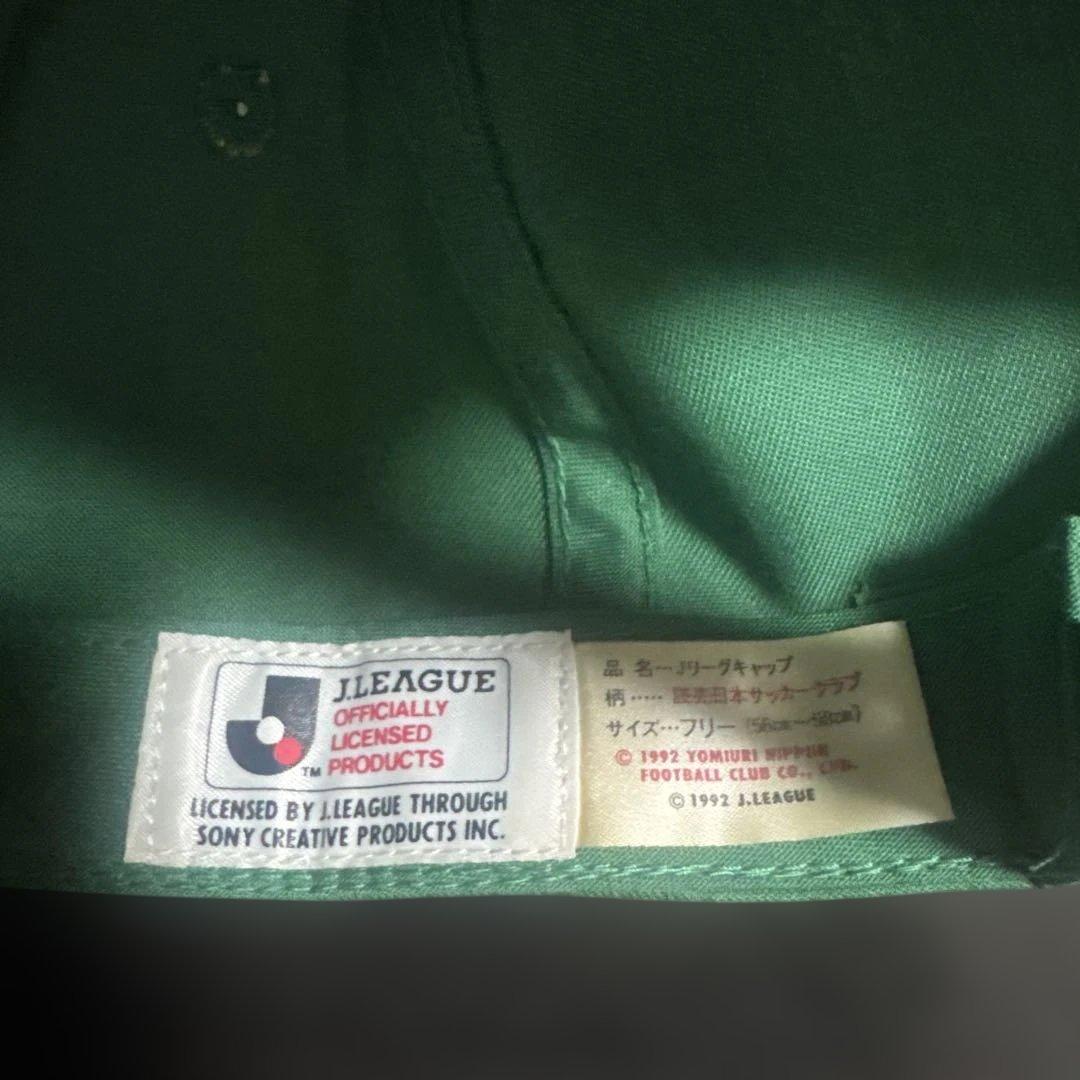 J.LEAGUE
OFFICIALLY
LICENSED
PRODUCTS
TM
LICENSED BY J.LEAGUE THROUGH
SONY CREATIVE PRODUCTS INC.
品 名…Jリーグキャップ
柄……読売日本サッカークラブ
サイズ…フリー (56cm〜58cm)
© 1992 YOMIURI NIPPON
FOOTBALL CLUB CO., LTD.
© 1992 J.LEAGUE